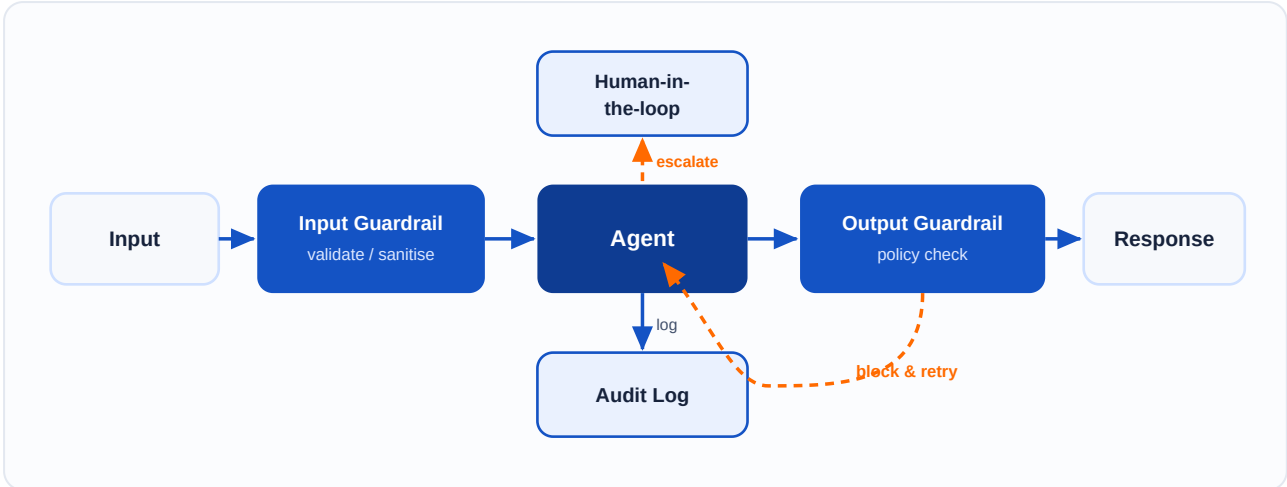 Human-in-
the-loop
escalate
Input
Input Guardrail
validate / sanitise
Agent
Output Guardrail
policy check
Response
log
block & retry
Audit Log